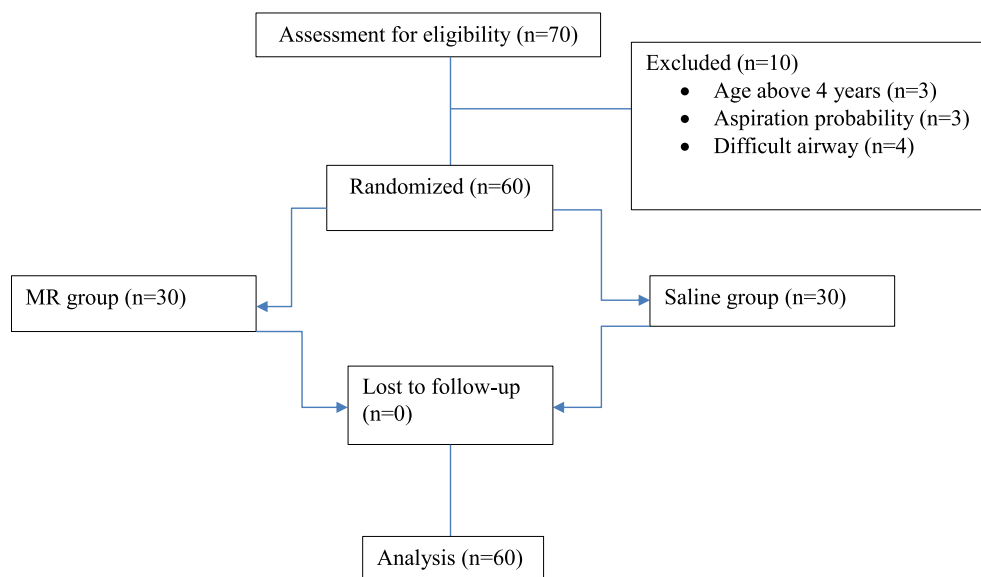 Assessment for eligibility (n=70)
Excluded (n=10)
• Age above 4 years (n=3)
• Aspiration probability (n=3)
• Difficult airway (n=4)
Randomized (n=60)
MR group (n=30)
Saline group (n=30)
Lost to follow-up
(n=0)
Analysis (n=60)